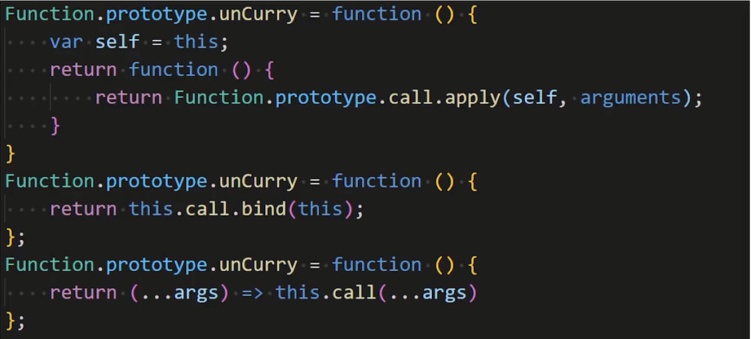 Function.prototype.unCurry = function () {
    var self = this;
    return function () {
        return Function.prototype.call.apply(self, arguments);
    }
}
Function.prototype.unCurry = function () {
    return this.call.bind(this);
};
Function.prototype.unCurry = function () {
    return (...args) => this.call(...args)
};